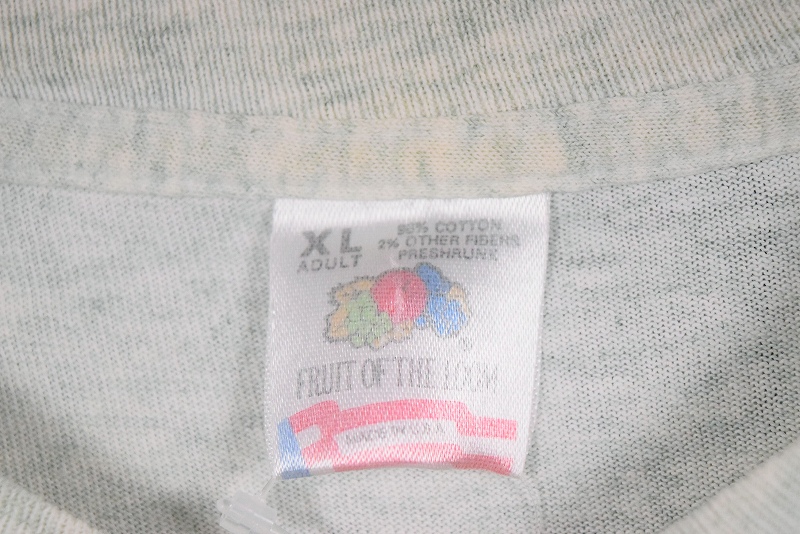 XL
ADULT
98% COTTON
2% OTHER FIBERS
PRESHRUNK
®
FRUIT OF THE LOOM
MADE IN U.S.A.